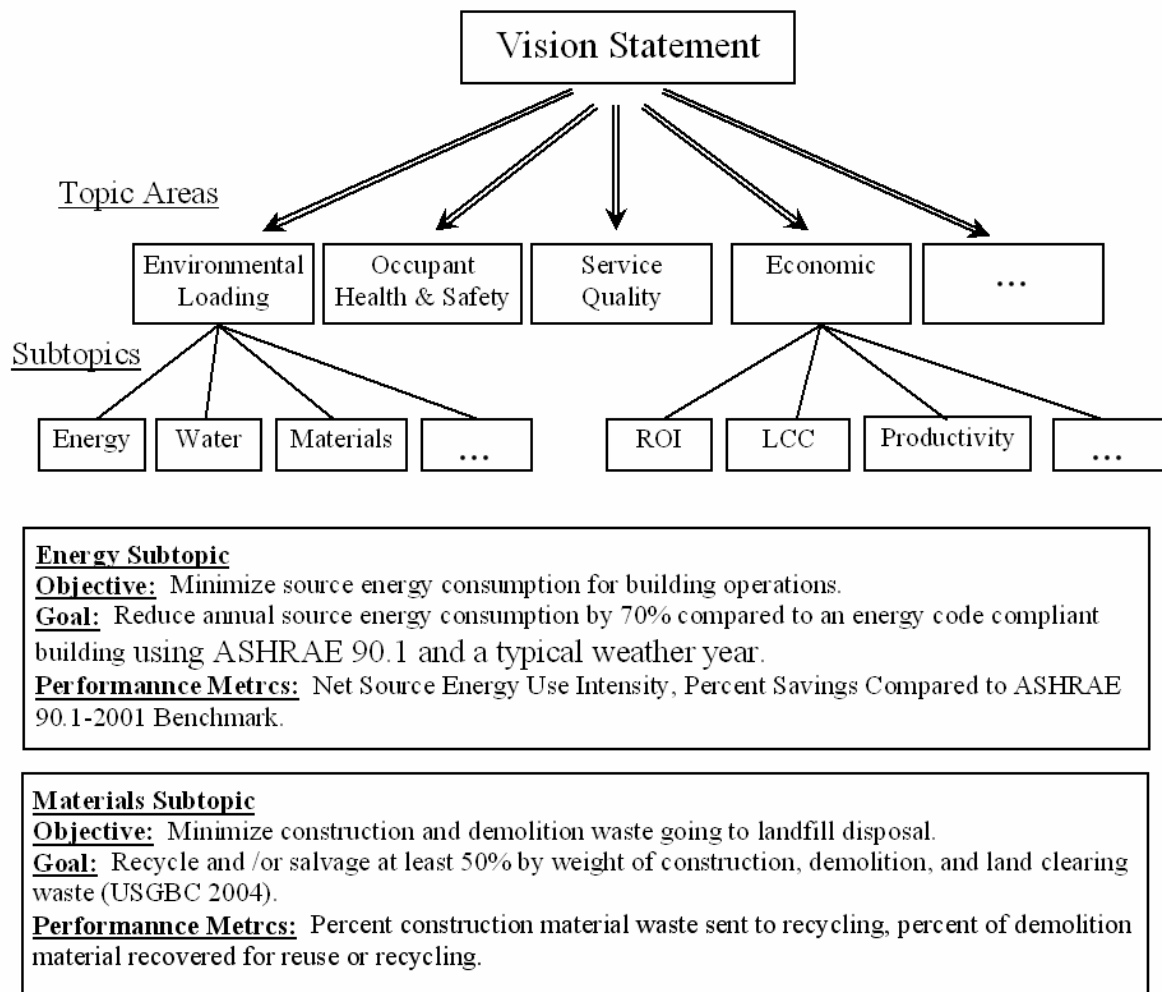 Vision Statement
Topic Areas
Environmental
Loading
Occupant
Health & Safety
Service
Quality
Economic
...
Subtopics
Energy
Water
Materials
...
ROI
LCC
Productivity
...
Energy Subtopic
Objective: Minimize source energy consumption for building operations.
Goal: Reduce annual source energy consumption by 70% compared to an energy code compliant
building using ASHRAE 90.1 and a typical weather year.
Performannce Metrcs: Net Source Energy Use Intensity, Percent Savings Compared to ASHRAE
90.1-2001 Benchmark.
Materials Subtopic
Objective: Minimize construction and demolition waste going to landfill disposal.
Goal: Recycle and /or salvage at least 50% by weight of construction, demolition, and land clearing
waste (USGBC 2004).
Performannce Metrcs: Percent construction material waste sent to recycling, percent of demolition
material recovered for reuse or recycling.